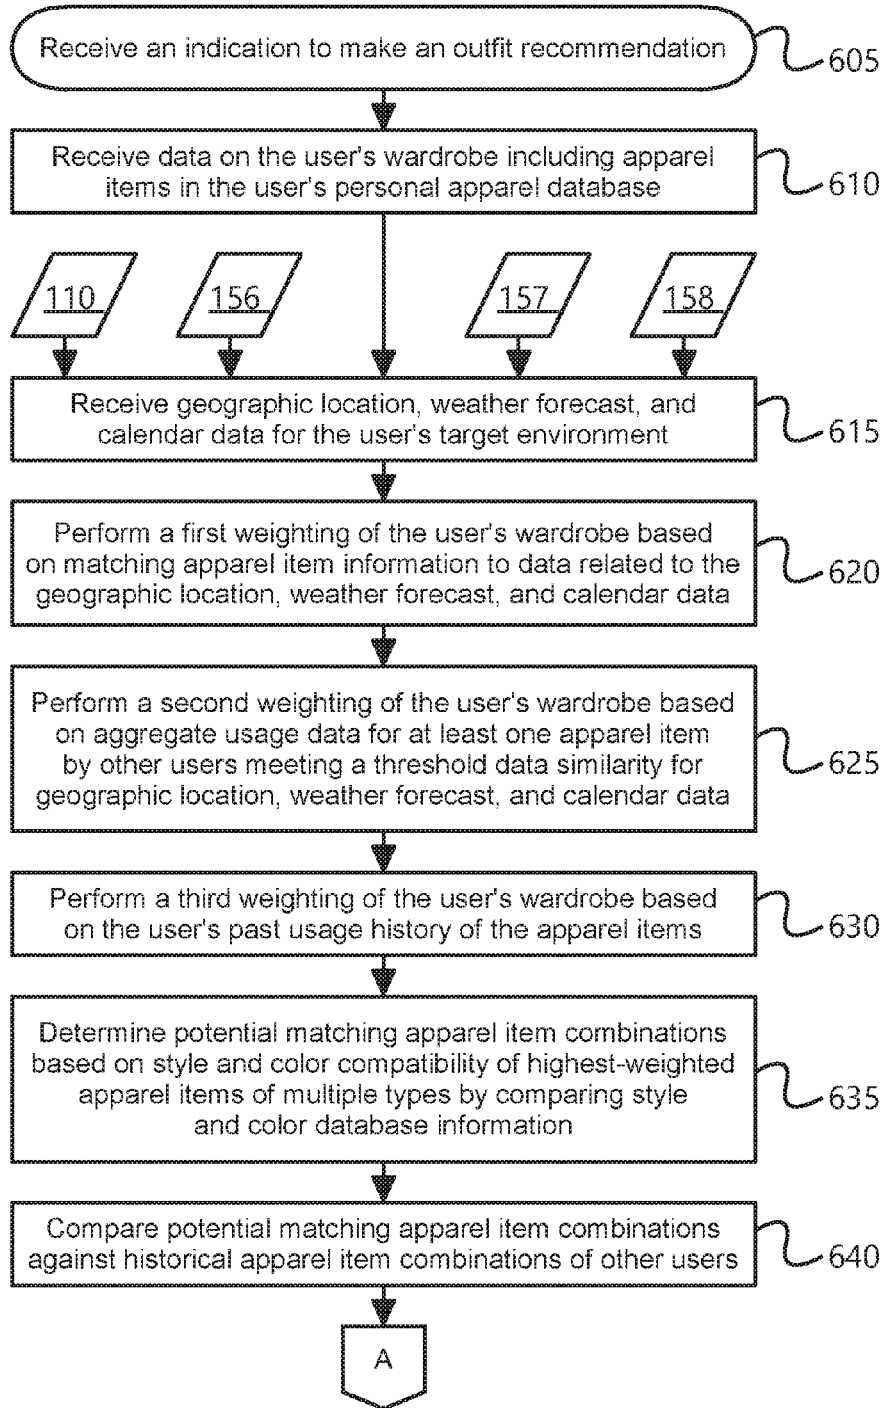 Receive an indication to make an outfit recommendation
605
Receive data on the user's wardrobe including apparel
items in the user's personal apparel database
610
110
156
157
158
Receive geographic location, weather forecast, and
calendar data for the user's target environment
615
Perform a first weighting of the user's wardrobe based
on matching apparel item information to data related to the
geographic location, weather forecast, and calendar data
620
Perform a second weighting of the user's wardrobe based
on aggregate usage data for at least one apparel item
by other users meeting a threshold data similarity for
geographic location, weather forecast, and calendar data
625
Perform a third weighting of the user's wardrobe based
on the user's past usage history of the apparel items
630
Determine potential matching apparel item combinations
based on style and color compatibility of highest-weighted
apparel items of multiple types by comparing style
and color database information
635
Compare potential matching apparel item combinations
against historical apparel item combinations of other users
640
A